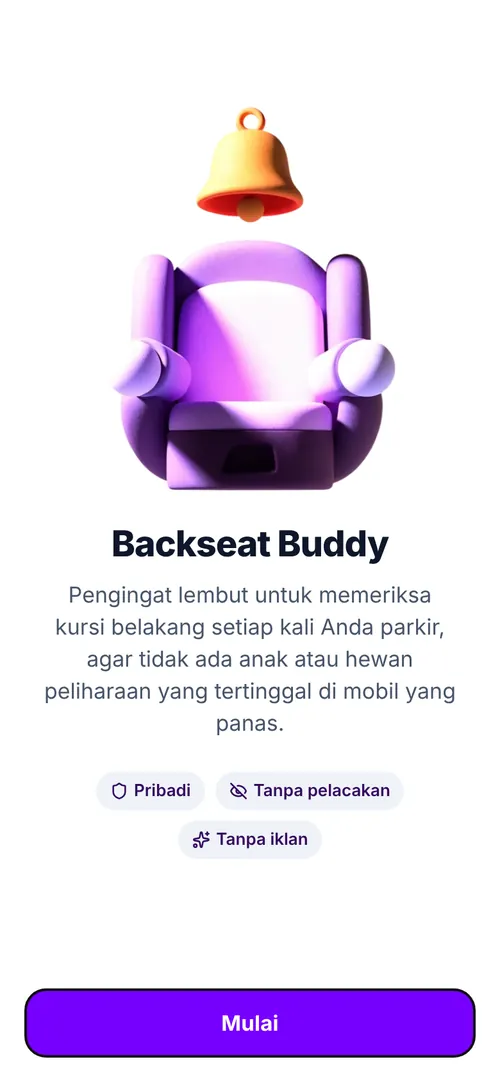 Backseat Buddy
Pengingat lembut untuk memeriksa
kursi belakang setiap kali Anda parkir,
agar tidak ada anak atau hewan
peliharaan yang tertinggal di mobil yang
panas.
Pribadi
Tanpa pelacakan
Tanpa iklan
Mulai